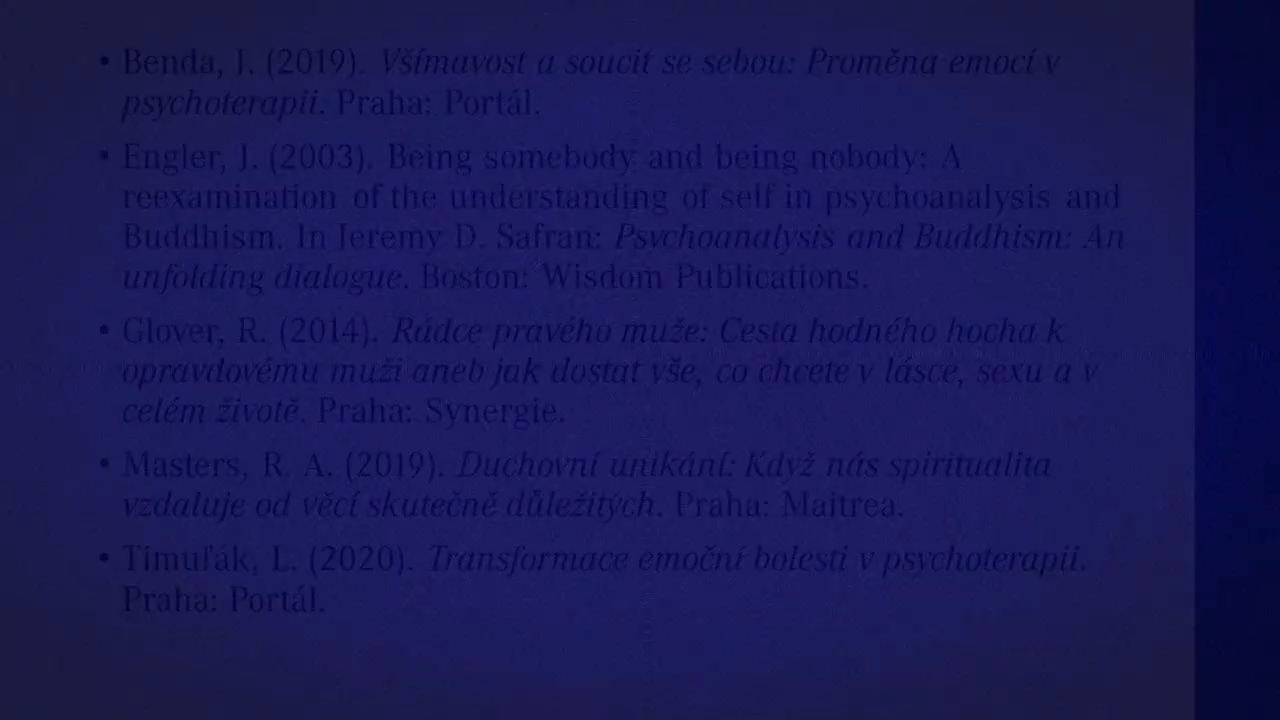 • Benda, J. (2019). Všímavost a soucit se sebou: Proměna emocí v
psychoterapii. Praha: Portál.
• Engler, J. (2003). Being somebody and being nobody: A
reexamination of the understanding of self in psychoanalysis and
Buddhism. In Jeremy D. Safran: Psychoanalysis and Buddhism: An
unfolding dialogue. Boston: Wisdom Publications.
• Glover, R. (2014). Rádce pravého muže: Cesta hodného hocha k
opravdovému muži aneb jak dostat vše, co chcete v lásce, sexu a v
celém životě. Praha: Synergie.
• Masters, R. A. (2019). Duchovní unikání: Když nás spiritualita
vzdaluje od věcí skutečně důležitých. Praha: Maitrea.
• Timuľák, L. (2020). Transformace emoční bolesti v psychoterapii.
Praha: Portál.